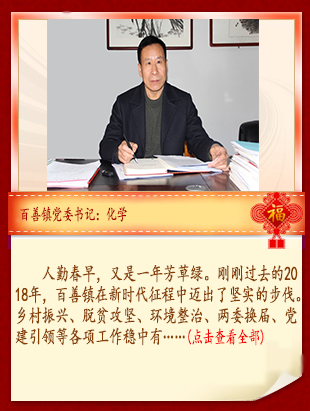 百善镇党委书记：化学
福
人勤春早，又是一年芳草绿。刚刚过去的20
18年，百善镇在新时代征程中迈出了坚实的步伐。
乡村振兴、脱贫攻坚、环境整治、两委换届、党
建引领等各项工作稳中有……(点击查看全部)